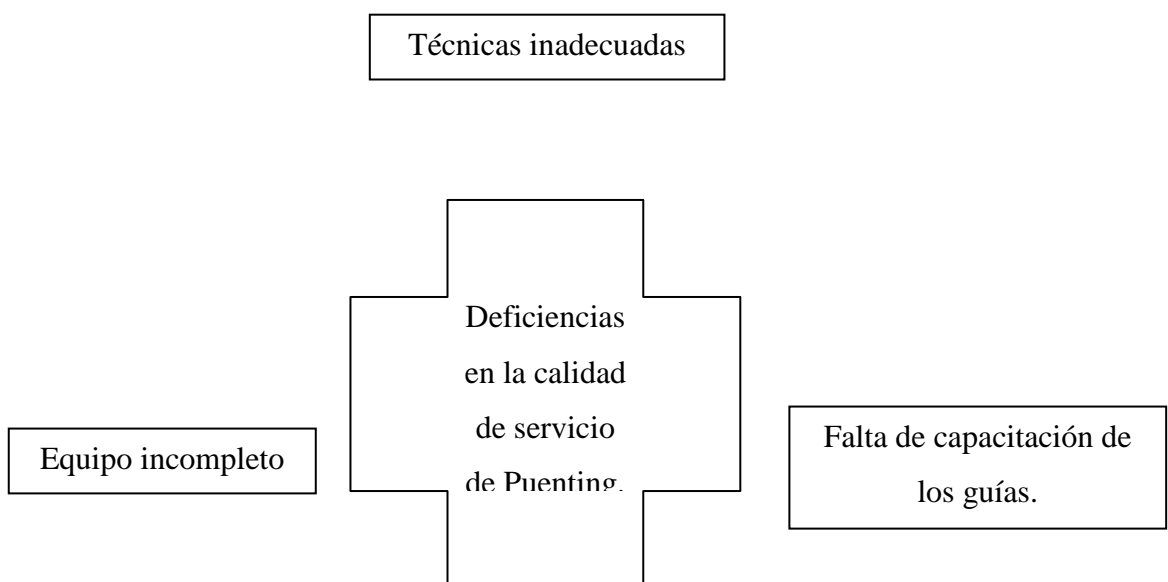 Técnicas inadecuadas
Deficiencias
en la calidad
de servicio
de Puenting.
Equipo incompleto
Falta de capacitación de
los guías.